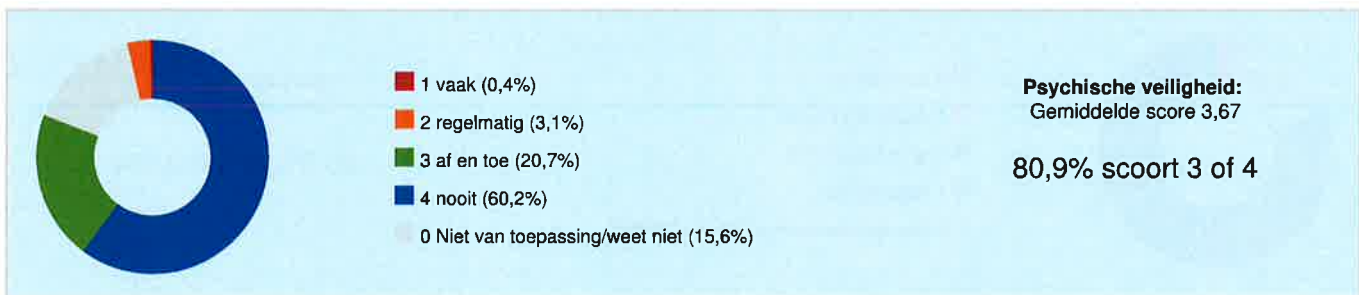 1 vaak (0,4%)
2 regelmatig (3,1%)
3 af en toe (20,7%)
4 nooit (60,2%)
0 Niet van toepassing/weet niet (15,6%)
Psychische veiligheid:
Gemiddelde score 3,67
80,9% scoort 3 of 4